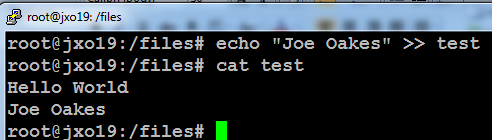 root@jxo19: /files
root@jxo19:/files# echo "Joe Oakes" >> test
root@jxo19:/files# cat test
Hello World
Joe Oakes
root@jxo19:/files#